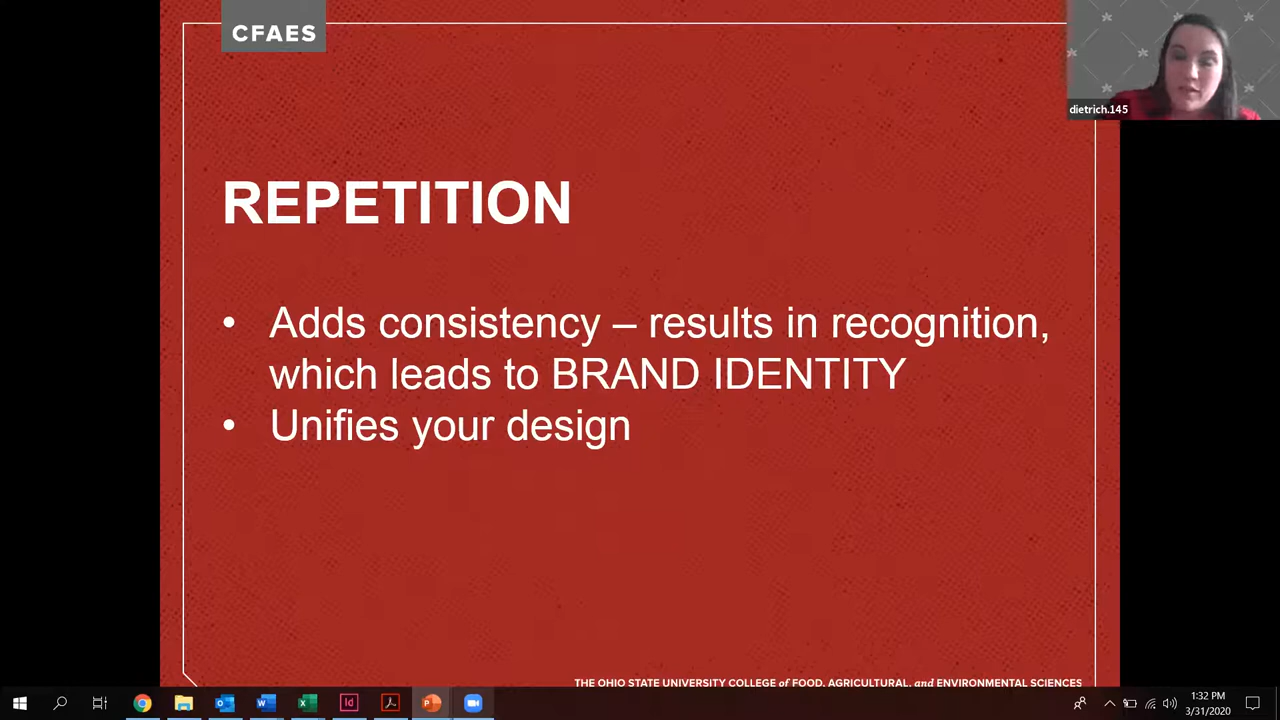 CFAES
dietrich.145
REPETITION
• Adds consistency – results in recognition,
which leads to BRAND IDENTITY
• Unifies your design
THE OHIO STATE UNIVERSITY COLLEGE of FOOD, AGRICULTURAL, and ENVIRONMENTAL SCIENCES
1:32 PM
3/31/2020